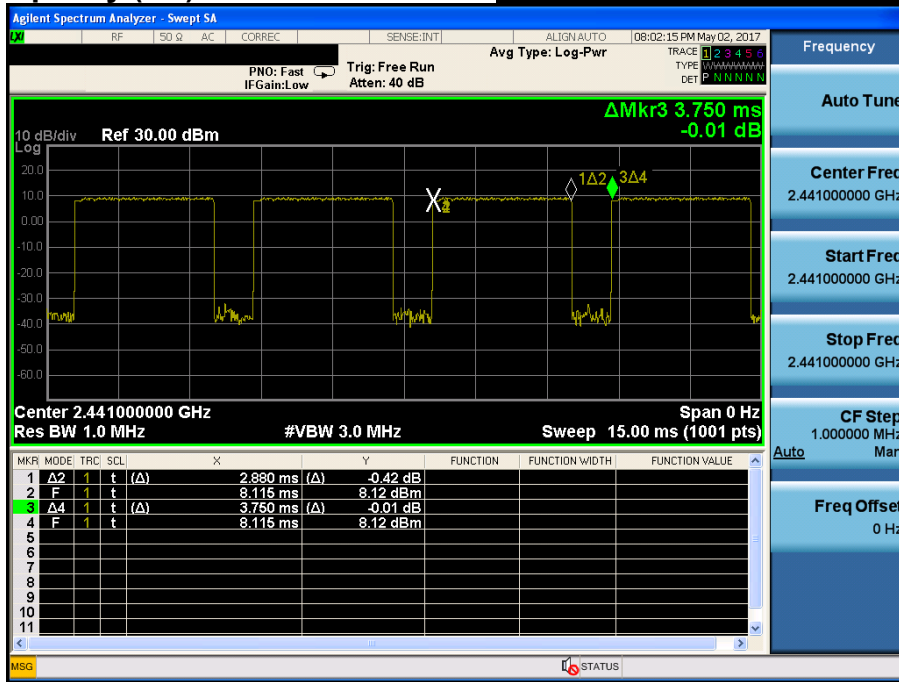 Agilent Spectrum Analyzer - Swept SA
LXI RF 50 Ω AC CORREC SENSE:INT ALIGN AUTO 08:02:15 PM May 02, 2017
Avg Type: Log-Pwr TRACE 1 2 3 4 5 6
PNO: Fast Trig: Free Run TYPE
IFGain:Low Atten: 40 dB DET P N N N N N
ΔMkr3 3.750 ms
-0.01 dB
10 dB/div Ref 30.00 dBm
Log
20.0
10.0
0.00
-10.0
-20.0
-30.0
-40.0
-50.0
-60.0
X
1Δ2 3Δ4
Center 2.441000000 GHz Span 0 Hz
Res BW 1.0 MHz #VBW 3.0 MHz Sweep 15.00 ms (1001 pts)
MKR MODE TRC SCL X Y FUNCTION FUNCTION WIDTH FUNCTION VALUE
1 Δ2 1 t (Δ) 2.880 ms (Δ) -0.42 dB
2 F 1 t 8.115 ms 8.12 dBm
3 Δ4 1 t (Δ) 3.750 ms (Δ) -0.01 dB
4 F 1 t 8.115 ms 8.12 dBm
5
6
7
8
9
10
11
MSG STATUS
Frequency
Auto Tune
Center Freq
2.441000000 GHz
Start Freq
2.441000000 GHz
Stop Freq
2.441000000 GHz
CF Step
1.000000 MHz
Auto Man
Freq Offset
0 Hz